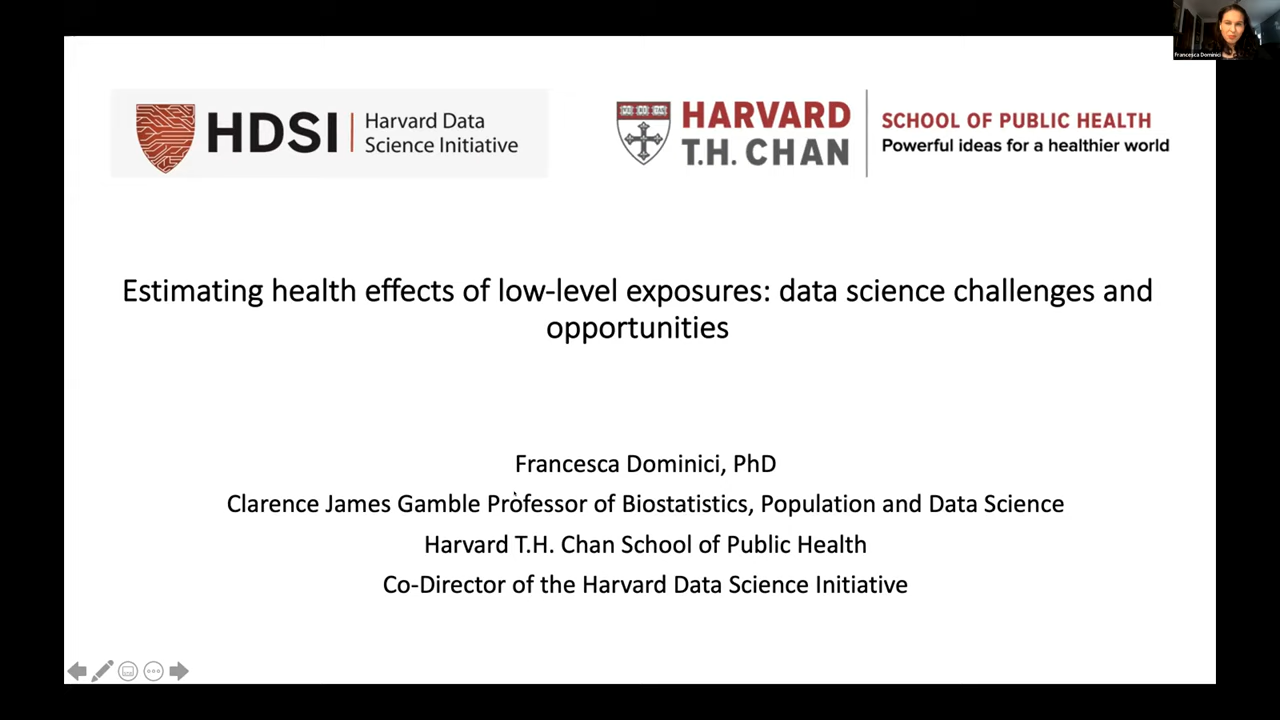 Francesca Dominici
HDSI
Harvard Data
Science Initiative
HARVARD
T.H. CHAN
SCHOOL OF PUBLIC HEALTH
Powerful ideas for a healthier world
Estimating health effects of low-level exposures: data science challenges and
opportunities
Francesca Dominici, PhD
Clarence James Gamble Professor of Biostatistics, Population and Data Science
Harvard T.H. Chan School of Public Health
Co-Director of the Harvard Data Science Initiative